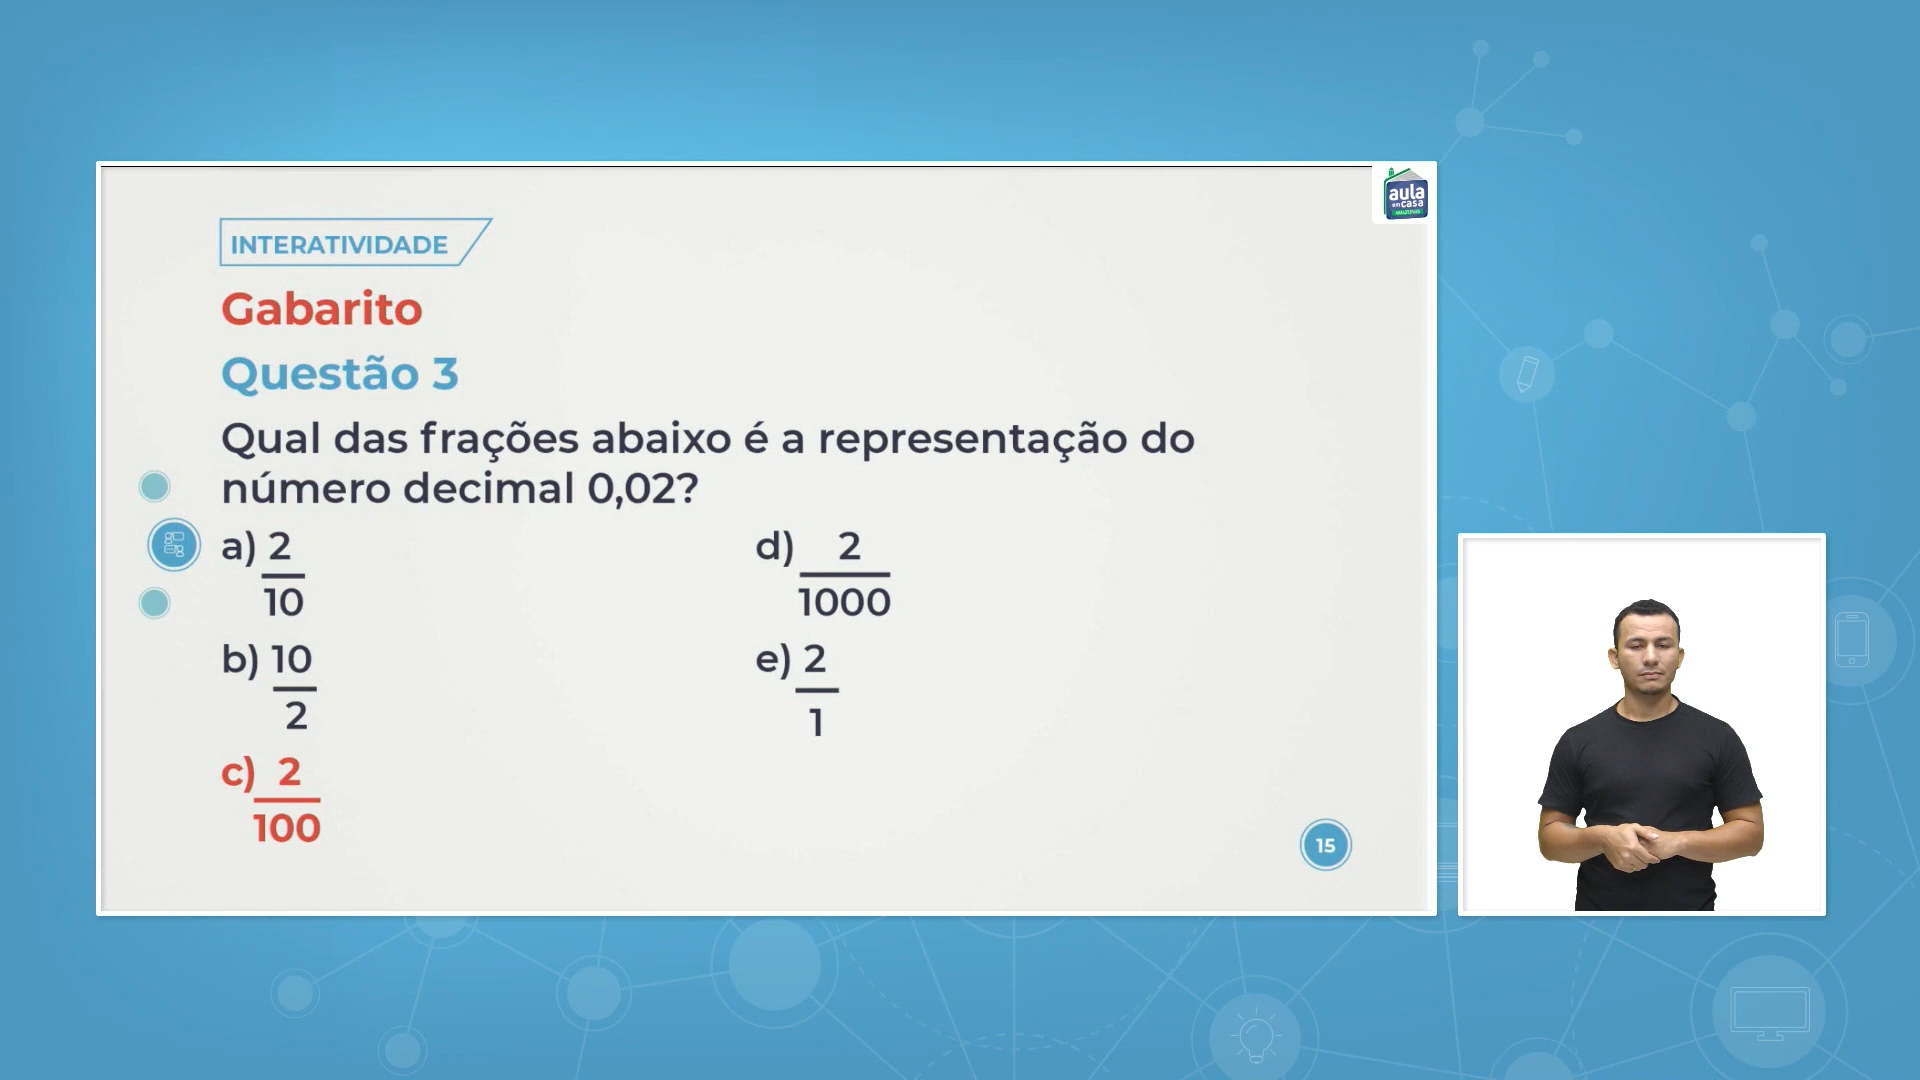 aula
em casa
AMAZONAS
INTERATIVIDADE
Gabarito
Questão 3
Qual das frações abaixo é a representação do
número decimal 0,02?
a) 2
10
b) 10
2
c) 2
100
d) 2
1000
e) 2
1
15